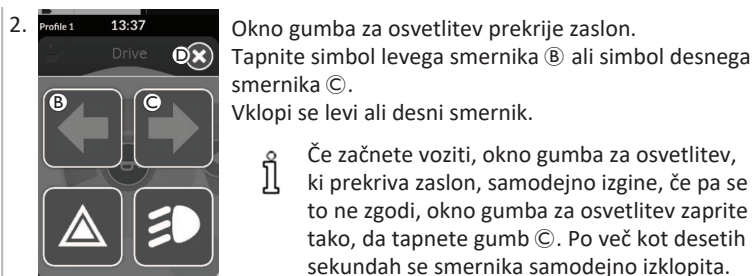 2.
Profile 1 13:37
Drive D
B C
Okno gumba za osvetlitev prekrije zaslon.
Tapnite simbol levega smernika Ⓑ ali simbol desnega
smernika Ⓒ.
Vklopi se levi ali desni smernik.
Če začnete voziti, okno gumba za osvetlitev,
ki prekriva zaslon, samodejno izgine, če pa se
to ne zgodi, okno gumba za osvetlitev zaprite
tako, da tapnete gumb Ⓒ. Po več kot desetih
sekundah se smernika samodejno izklopita.